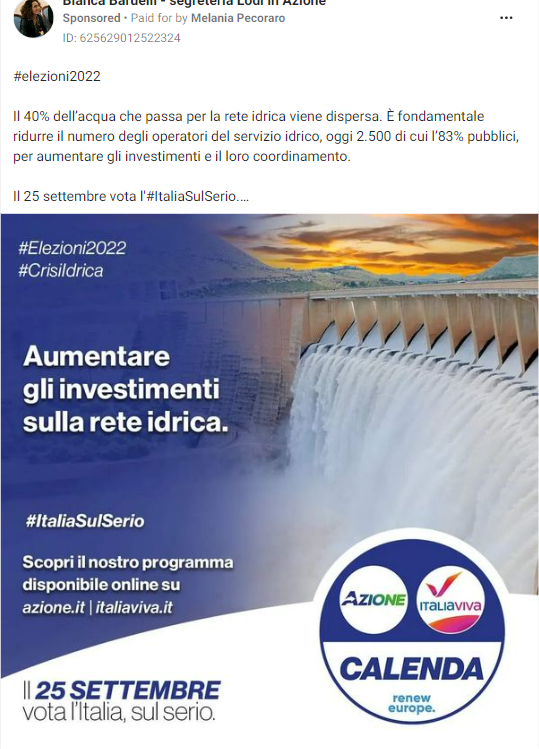 Bianca Bardelli - segreteria Lodi in Azione
Sponsored • Paid for by Melania Pecoraro
ID: 625629012522324
#elezioni2022
Il 40% dell'acqua che passa per la rete idrica viene dispersa. È fondamentale
ridurre il numero degli operatori del servizio idrico, oggi 2.500 di cui l'83% pubblici,
per aumentare gli investimenti e il loro coordinamento.
Il 25 settembre vota l'#ItaliaSulSerio....
#Elezioni2022
#CrisiIdrica
Aumentare
gli investimenti
sulla rete idrica.
#ItaliaSulSerio
Scopri il nostro programma
disponibile online su
azione.it | italiaviva.it
Il 25 SETTEMBRE
vota l'Italia, sul serio.
AZIONE
ITALIAVIVA
CALENDA
renew
europe.